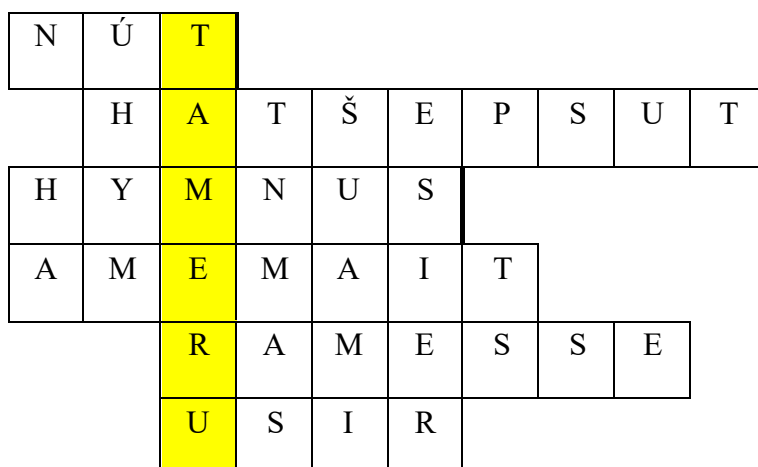 N Ú T
H A T Š E P S U T
H Y M N U S
A M E M A I T
R A M E S S E
U S I R